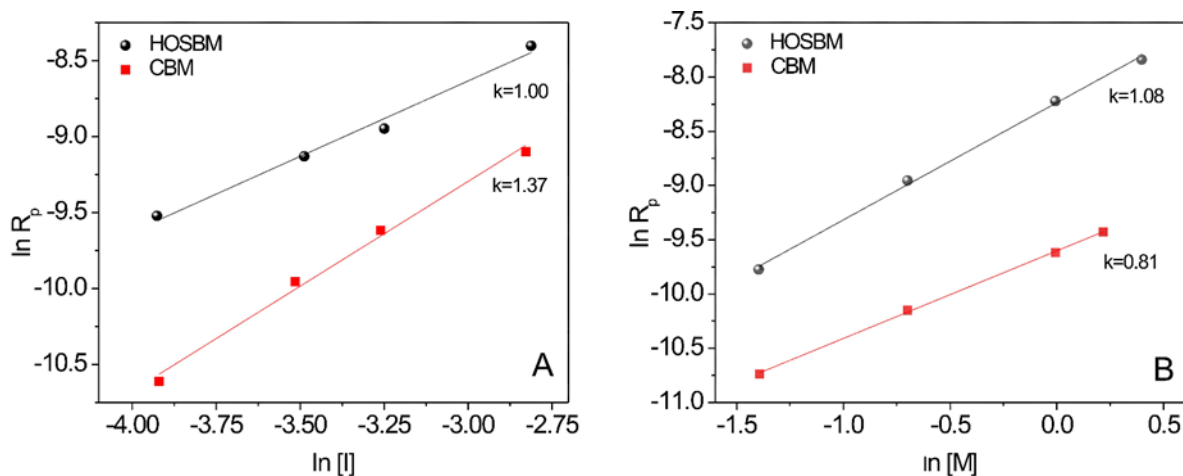 HOSBM
CBM
k=1.00
k=1.37
-8.5
-9.0
-9.5
-10.0
-10.5
ln Rp
A
-4.00 -3.75 -3.50 -3.25 -3.00 -2.75
ln [I]
HOSBM
CBM
k=1.08
k=0.81
-7.5
-8.0
-8.5
-9.0
-9.5
-10.0
-10.5
-11.0
ln Rp
B
-1.5 -1.0 -0.5 0.0 0.5
ln [M]